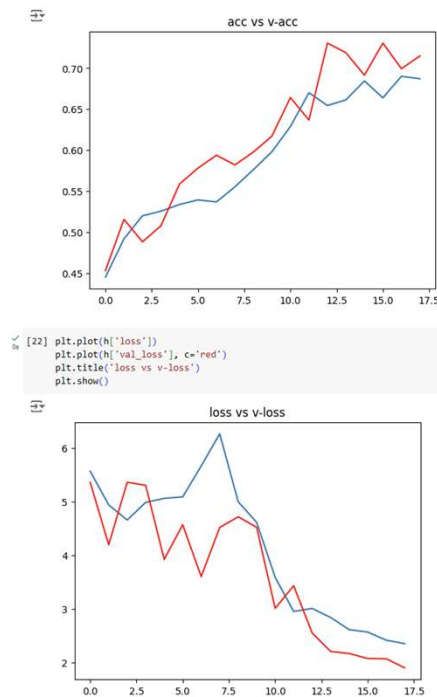 acc vs v-acc
0.70
0.65
0.60
0.55
0.50
0.45
0.0 2.5 5.0 7.5 10.0 12.5 15.0 17.5
[22] plt.plot(h['loss'])
0s plt.plot(h['val_loss'], c='red')
plt.title('loss vs v-loss')
plt.show()
loss vs v-loss
6
5
4
3
2
0.0 2.5 5.0 7.5 10.0 12.5 15.0 17.5